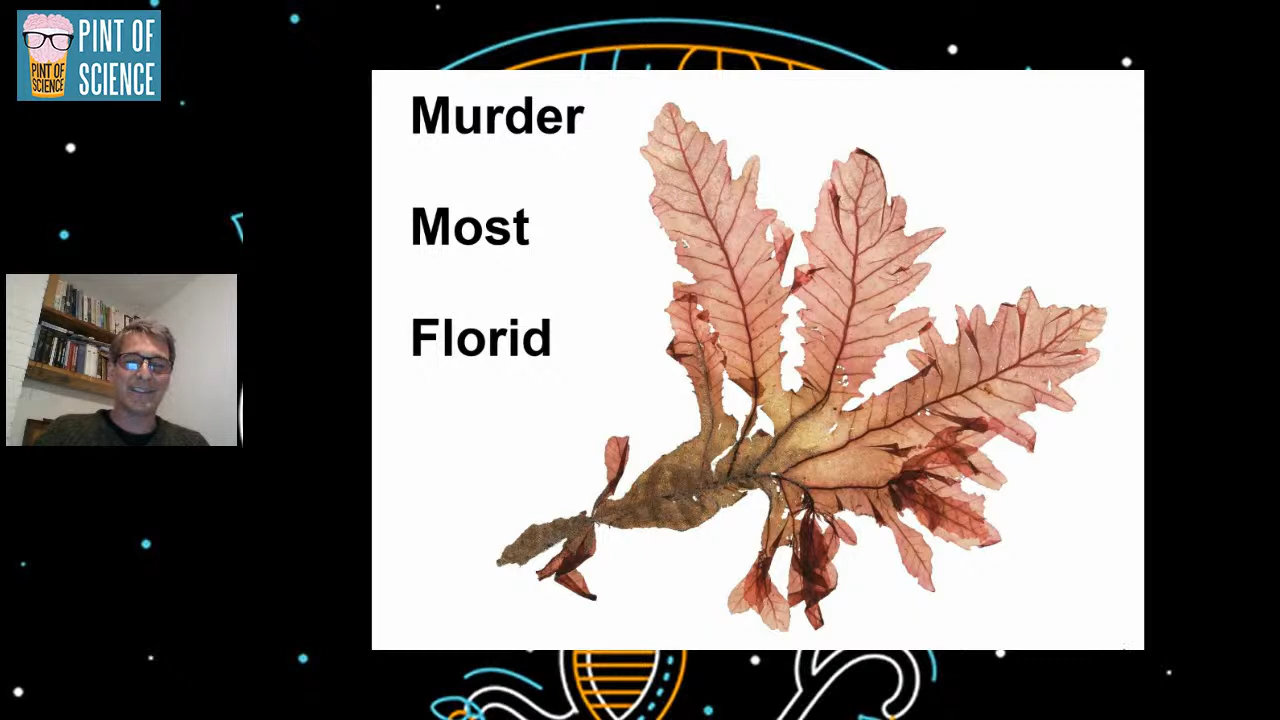 PINT OF
SCIENCE
PINT OF
SCIENCE
Murder
Most
Florid